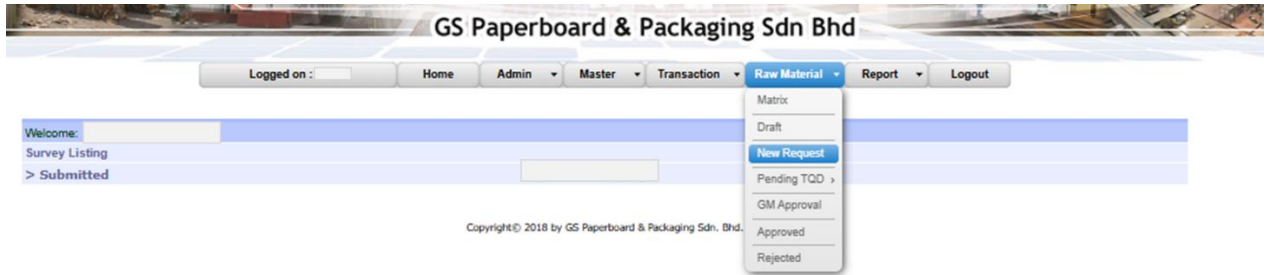 GS Paperboard & Packaging Sdn Bhd
Logged on : Home Admin Master Transaction Raw Material Report Logout
Matrix
Welcome:
Draft
Survey Listing
New Request
> Submitted
Pending TQD >
GM Approval
Copyright© 2018 by GS Paperboard & Packaging Sdn. Bhd.
Approved
Rejected